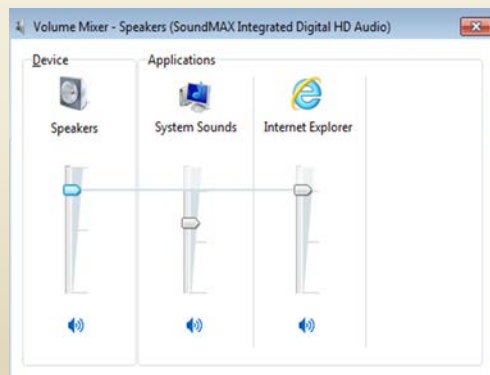 Volume Mixer - Speakers (SoundMAX Integrated Digital HD Audio)
Device
Applications
Speakers
System Sounds
Internet Explorer